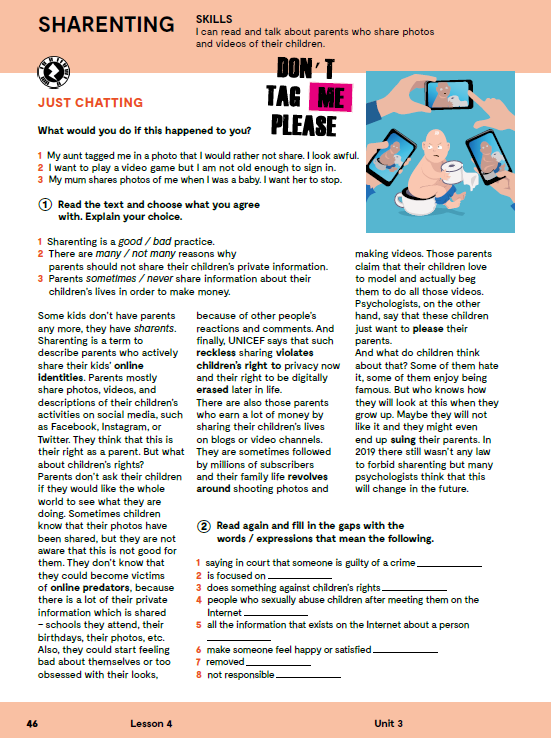 SHARENTING
SKILLS
I can read and talk about parents who share photos
and videos of their children.
DON'T
TAG ME
PLEASE
JUST CHATTING
What would you do if this happened to you?
1 My aunt tagged me in a photo that I would rather not share. I look awful.
2 I want to play a video game but I am not old enough to sign in.
3 My mum shares photos of me when I was a baby. I want her to stop.
1 Read the text and choose what you agree
with. Explain your choice.
1 Sharenting is a good / bad practice.
2 There are many / not many reasons why
parents should not share their children's private information.
3 Parents sometimes / never share information about their
children's lives in order to make money.
Some kids don't have parents
any more, they have sharents.
Sharenting is a term to
describe parents who actively
share their kids' online
identities. Parents mostly
share photos, videos, and
descriptions of their children's
activities on social media, such
as Facebook, Instagram, or
Twitter. They think that this is
their right as a parent. But what
about children's rights?
Parents don't ask their children
if they would like the whole
world to see what they are
doing. Sometimes children
know that their photos have
been shared, but they are not
aware that this is not good for
them. They don't know that
they could become victims
of online predators, because
there is a lot of their private
information which is shared
– schools they attend, their
birthdays, their photos, etc.
Also, they could start feeling
bad about themselves or too
obsessed with their looks,
because of other people's
reactions and comments. And
finally, UNICEF says that such
reckless sharing violates
children's right to privacy now
and their right to be digitally
erased later in life.
There are also those parents
who earn a lot of money by
sharing their children's lives
on blogs or video channels.
They are sometimes followed
by millions of subscribers
and their family life revolves
around shooting photos and
making videos. Those parents
claim that their children love
to model and actually beg
them to do all those videos.
Psychologists, on the other
hand, say that these children
just want to please their
parents.
And what do children think
about that? Some of them hate
it, some of them enjoy being
famous. But who knows how
they will look at this when they
grow up. Maybe they will not
like it and they might even
end up suing their parents. In
2019 there still wasn't any law
to forbid sharenting but many
psychologists think that this
will change in the future.
2 Read again and fill in the gaps with the
words / expressions that mean the following.
1 saying in court that someone is guilty of a crime
2 is focused on
3 does something against children's rights
4 people who sexually abuse children after meeting them on the
Internet
5 all the information that exists on the Internet about a person
6 make someone feel happy or satisfied
7 removed
8 not responsible
46
Lesson 4
Unit 3